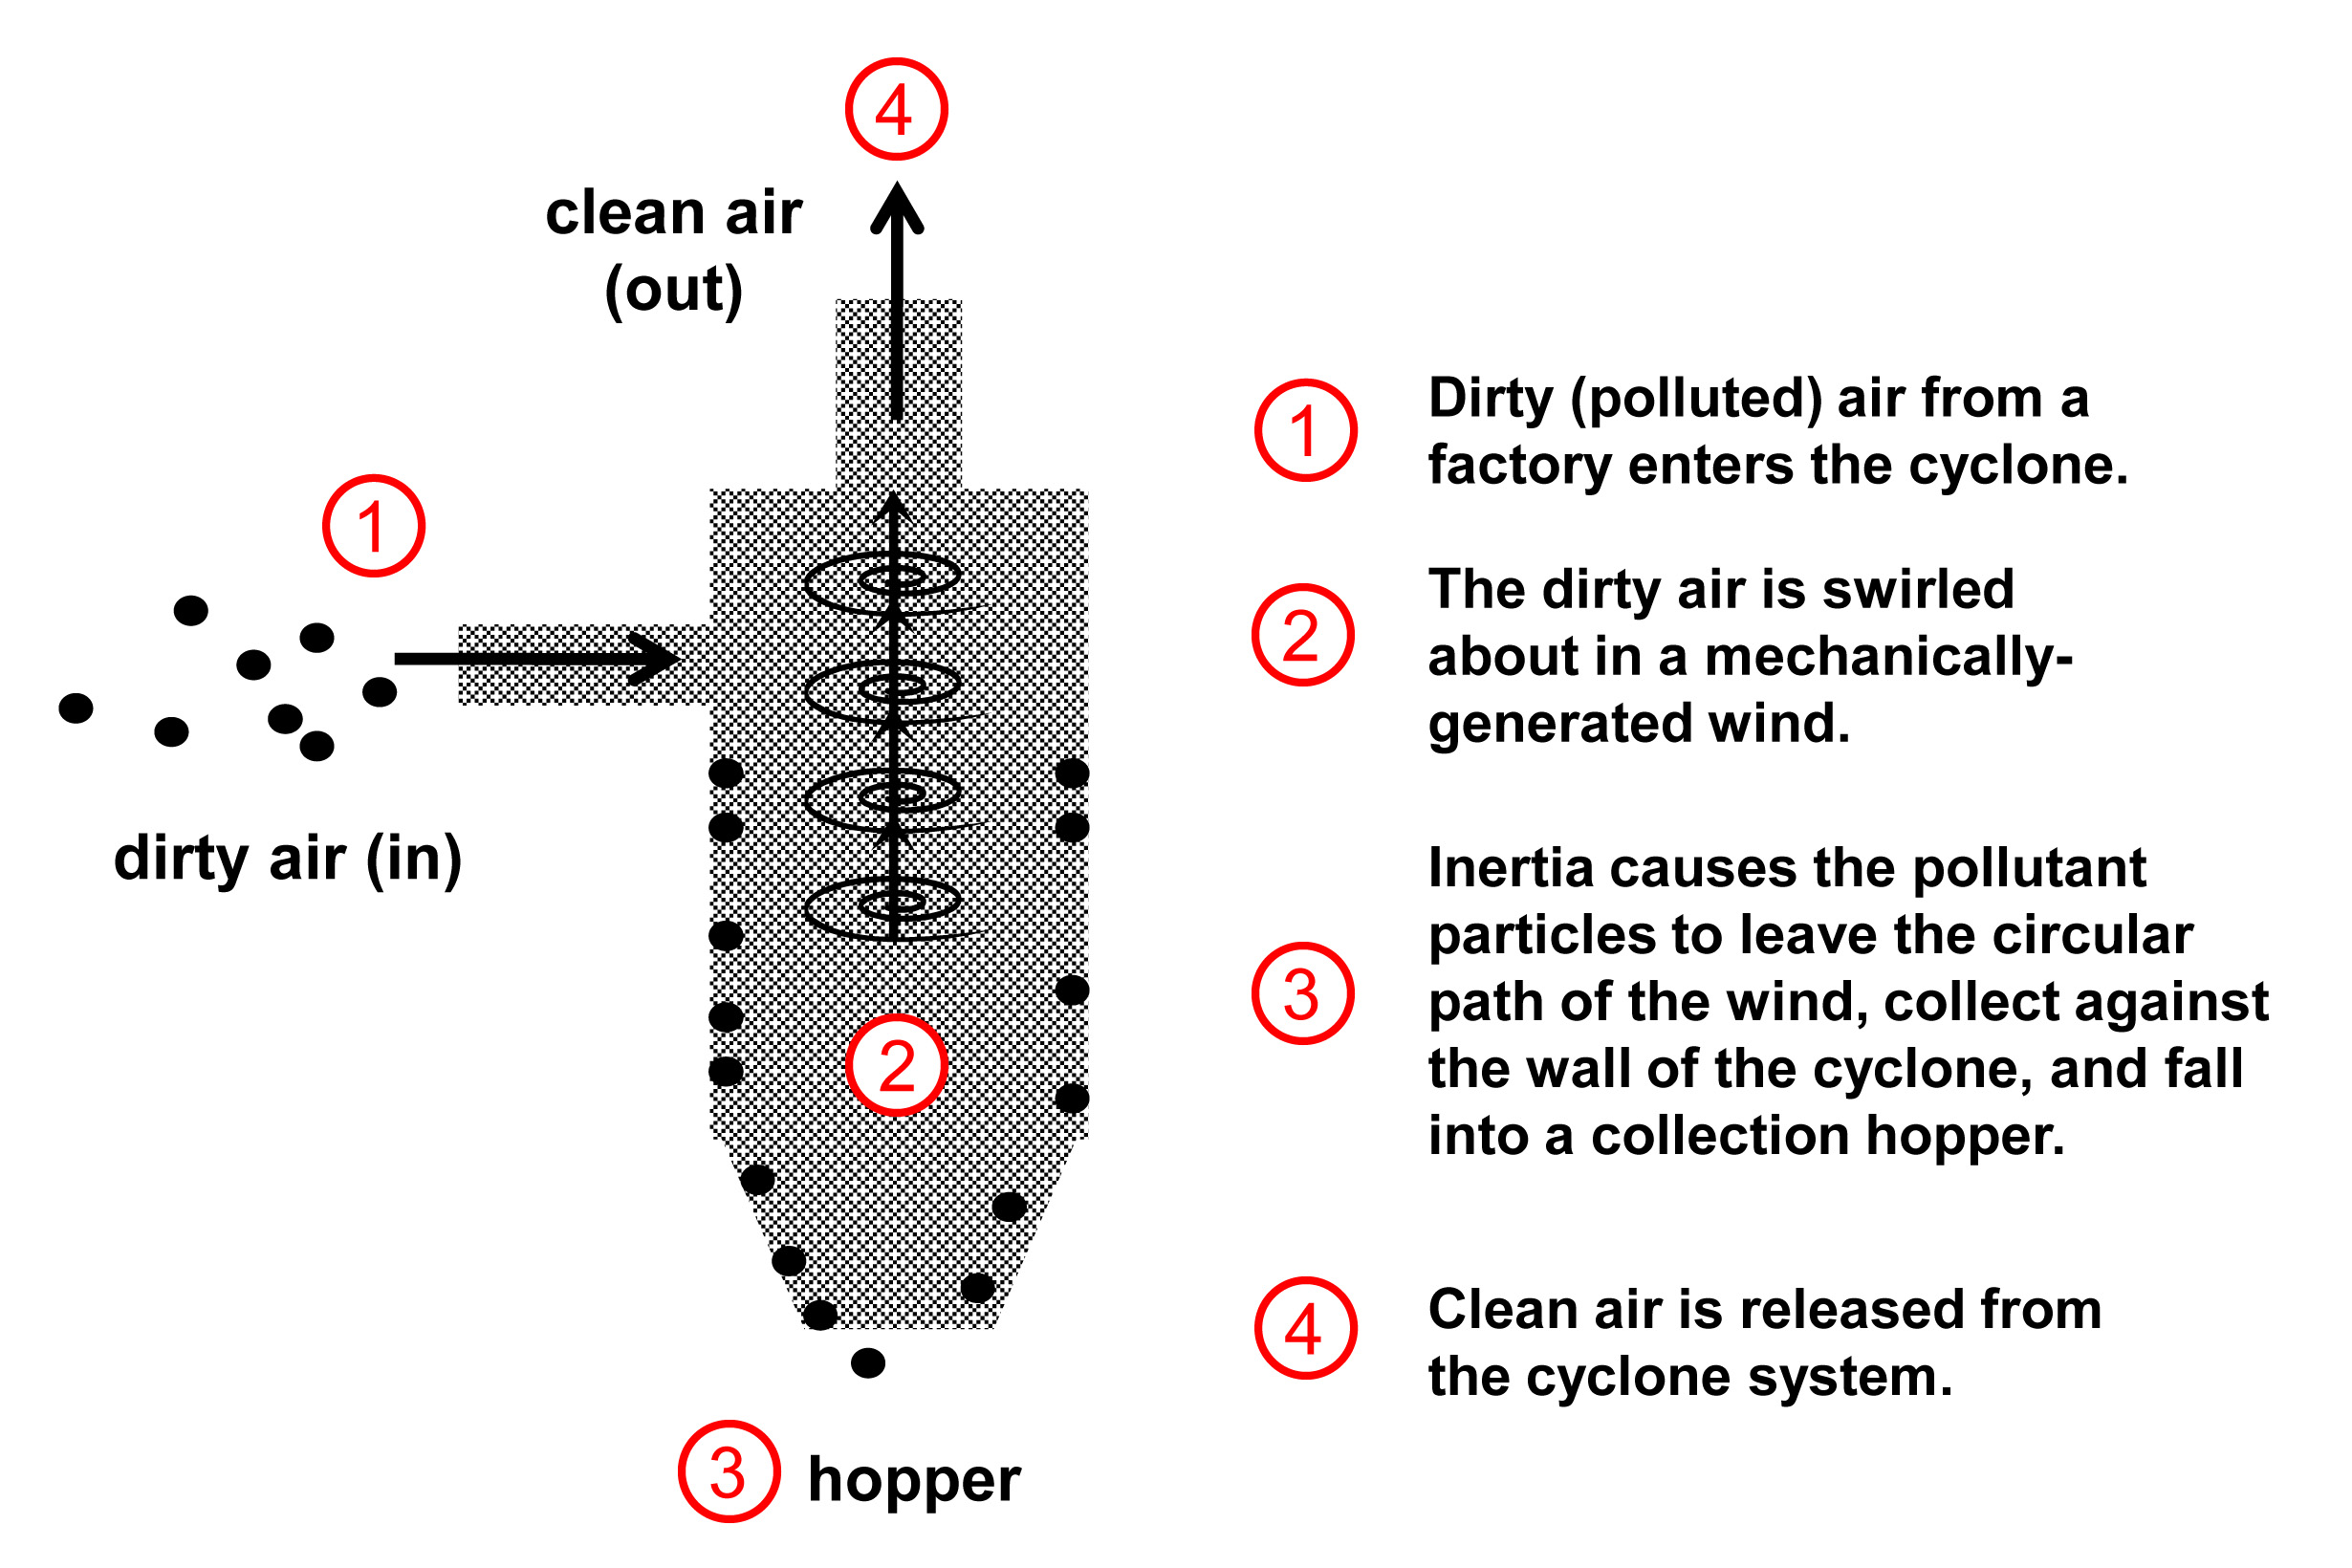 4
clean air
(out)
1
dirty air (in)
2
3
hopper
1
Dirty (polluted) air from a
factory enters the cyclone.
2
The dirty air is swirled
about in a mechanically-
generated wind.
3
Inertia causes the pollutant
particles to leave the circular
path of the wind, collect against
the wall of the cyclone, and fall
into a collection hopper.
4
Clean air is released from
the cyclone system.